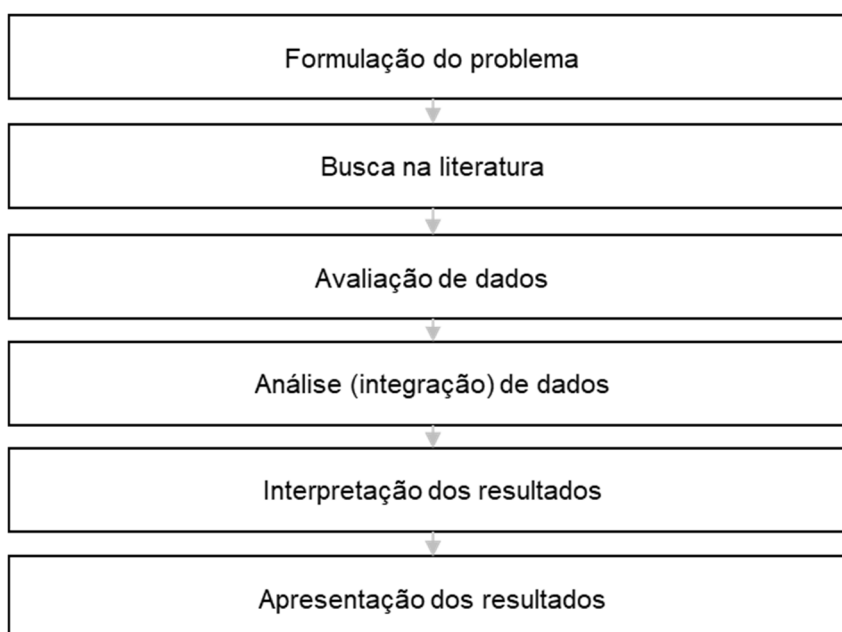 Formulação do problema
Busca na literatura
Avaliação de dados
Análise (integração) de dados
Interpretação dos resultados
Apresentação dos resultados